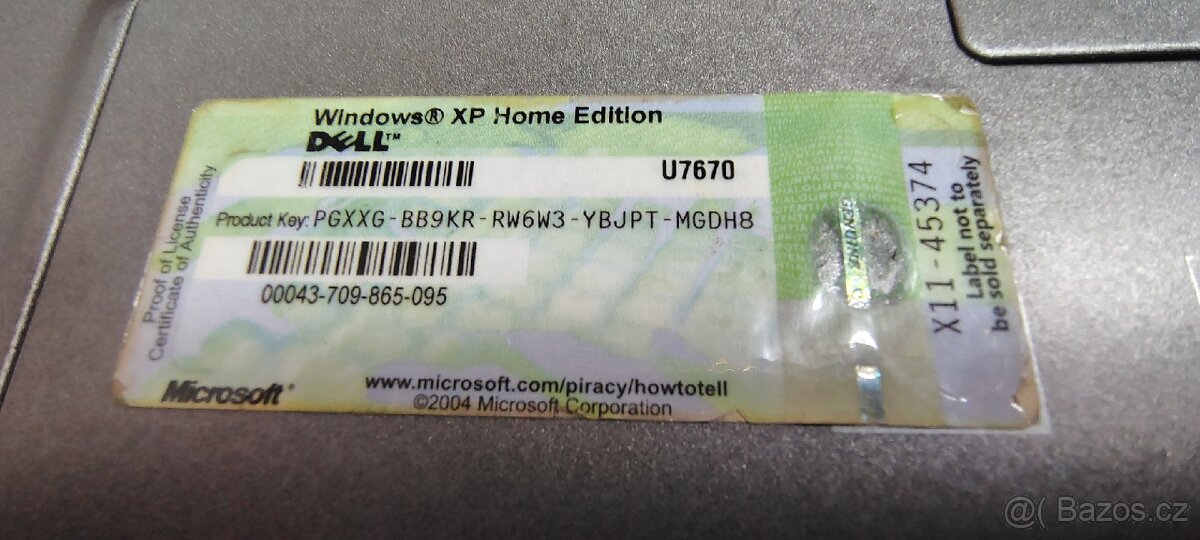 Windows® XP Home Edition
DELL™
U7670
Product Key: PGXXG-BB9KR-RW6W3-YBJPT-MGDH8
00043-709-865-095
Proof of License
Certificate of Authenticity
Microsoft®
www.microsoft.com/piracy/howtotell
©2004 Microsoft Corporation
X11-45374
Label not to
be sold separately
@( Bazos.cz